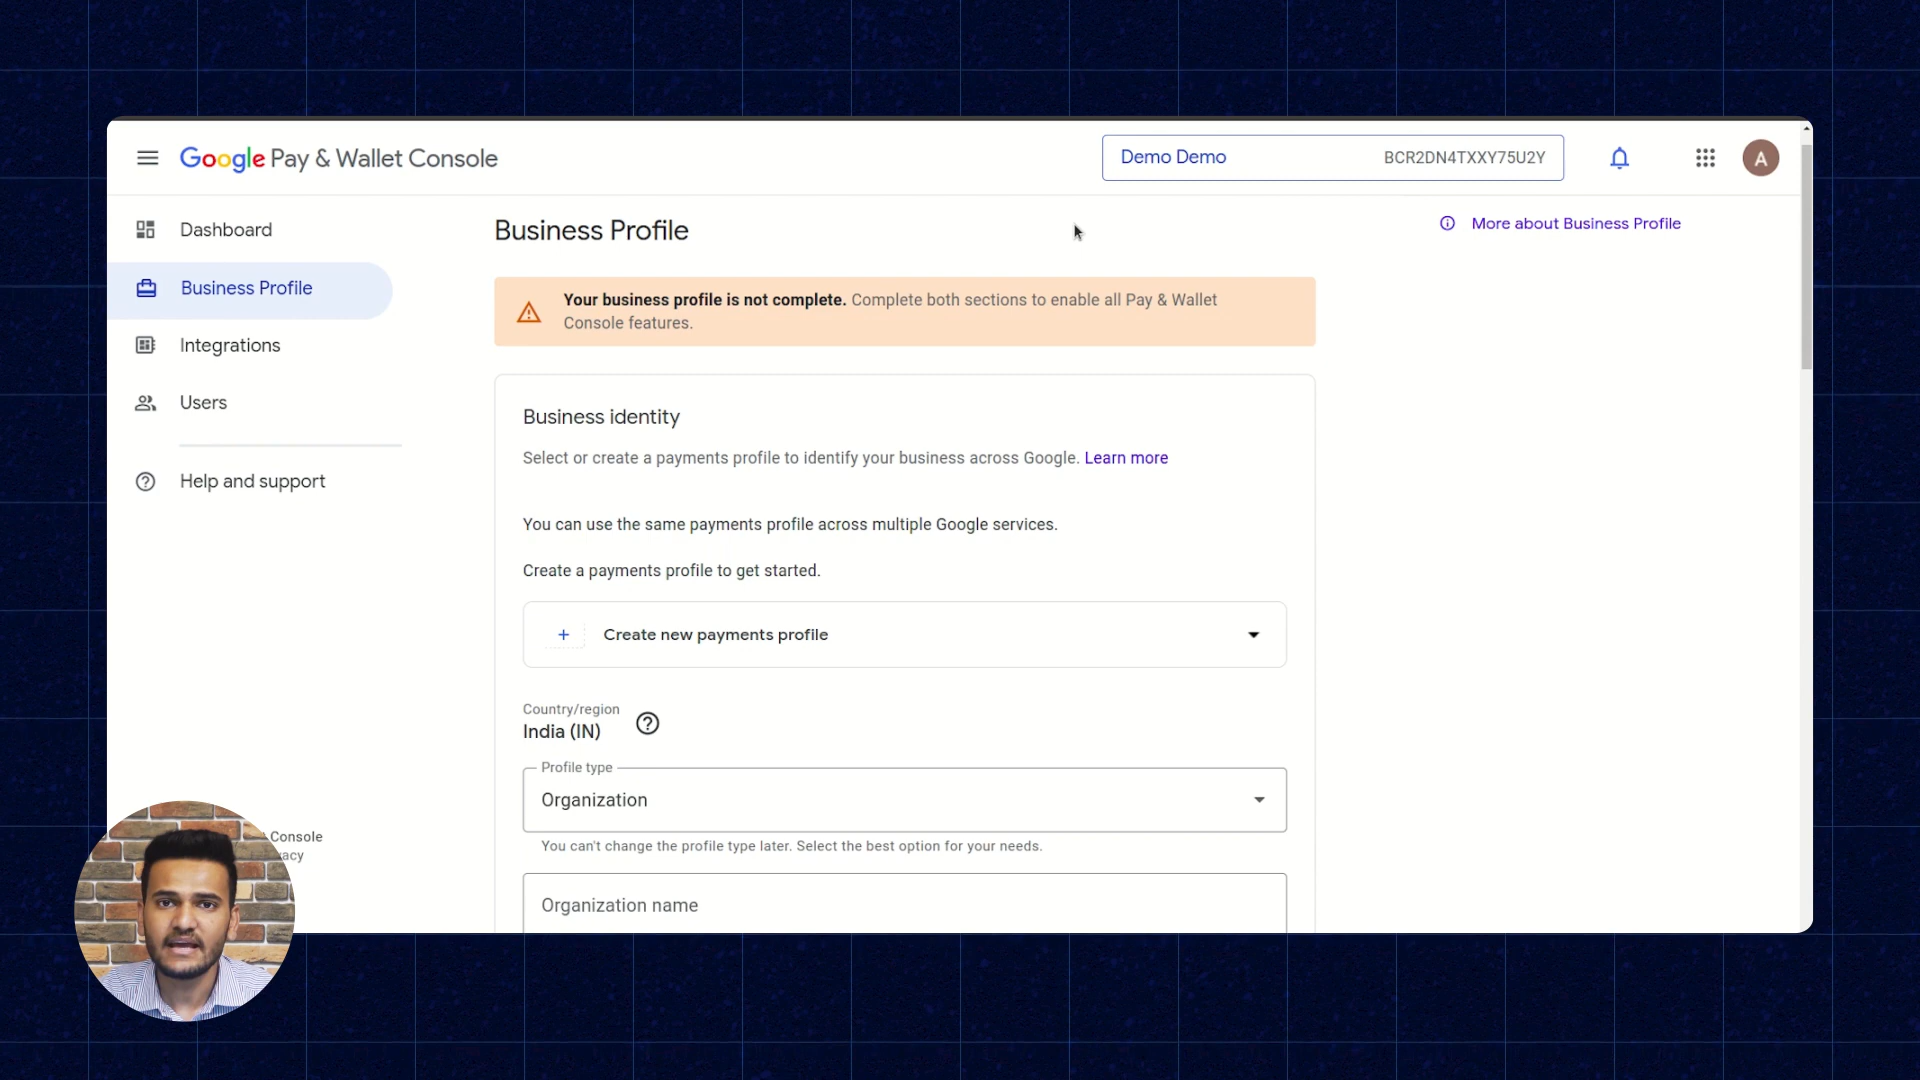 Google Pay & Wallet Console
Demo Demo BCR2DN4TXXY75U2Y
A
Dashboard
Business Profile
Integrations
Users
Help and support
Console
acy
Business Profile
More about Business Profile
Your business profile is not complete. Complete both sections to enable all Pay & Wallet
Console features.
Business identity
Select or create a payments profile to identify your business across Google. Learn more
You can use the same payments profile across multiple Google services.
Create a payments profile to get started.
+ Create new payments profile
Country/region
India (IN)
Profile type
Organization
You can't change the profile type later. Select the best option for your needs.
Organization name